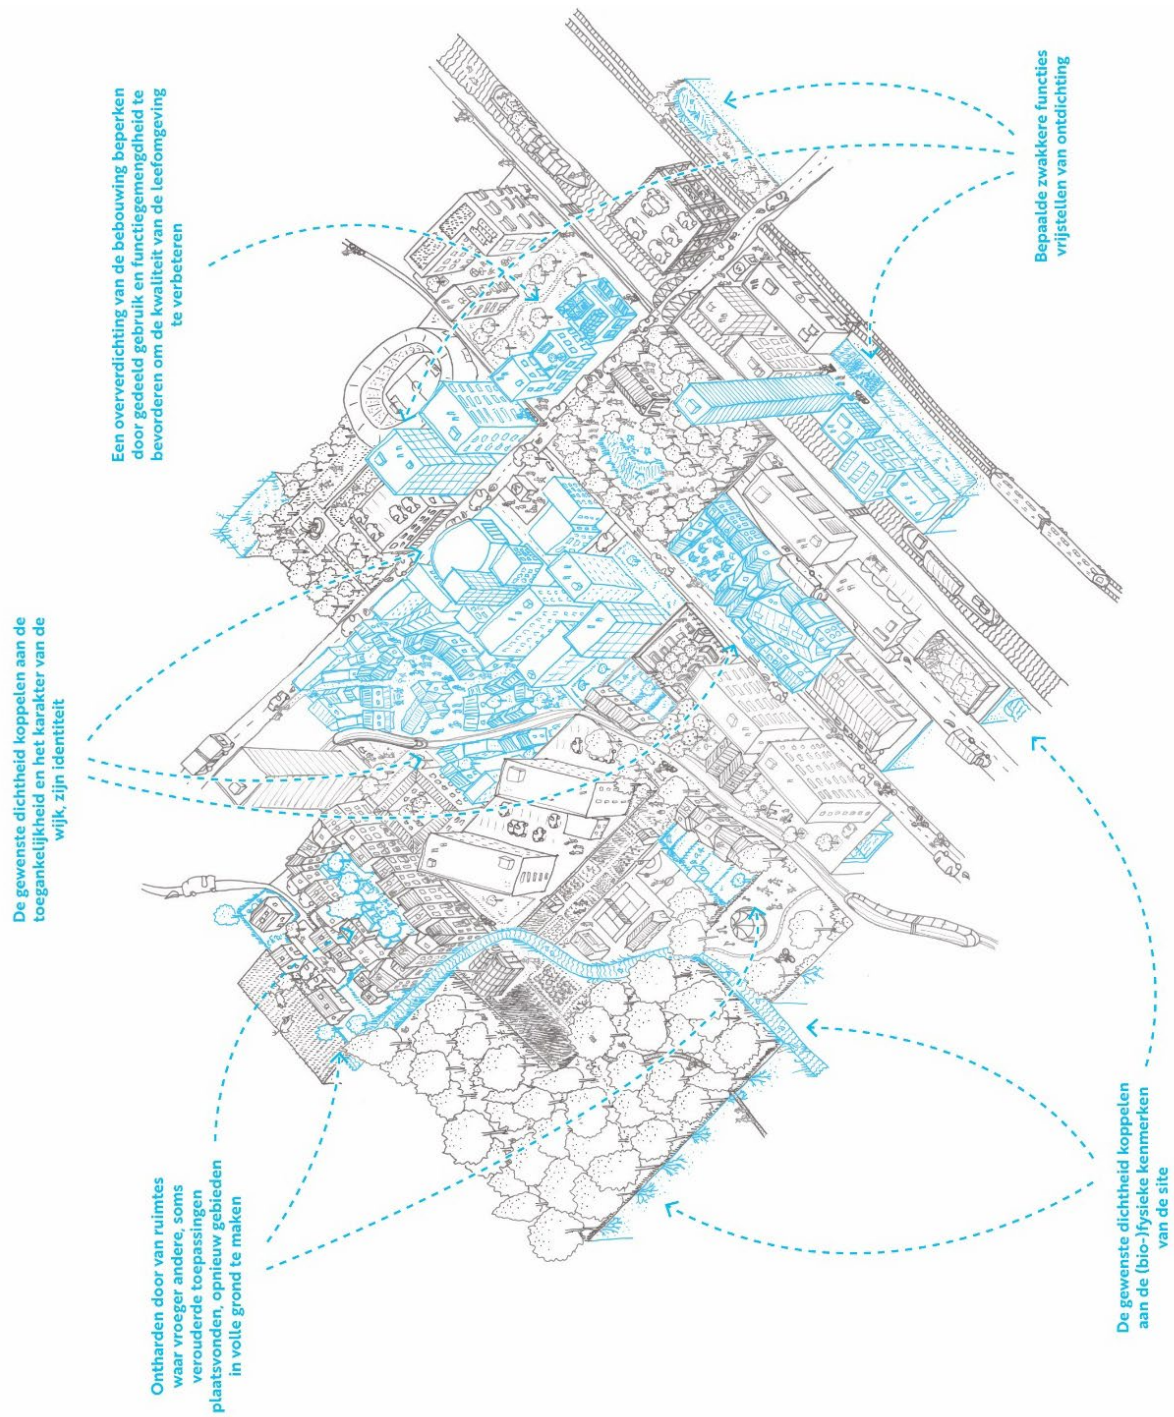 De gewenste dichtheid koppelen aan de
toegankelijkheid en het karakter van de
wijk, zijn identiteit
Ontharden door van ruimtes
waar vroeger andere, soms
verouderde toepassingen
plaatsvonden, opnieuw gebieden
in volle grond te maken
Een oververdichting van de bebouwing beperken
door gedeeld gebruik en functiegemengdheid te
bevorderen om de kwaliteit van de leefomgeving
te verbeteren
De gewenste dichtheid koppelen
aan de (bio-)fysieke kenmerken
van de site
Bepaalde zwakkere functies
vrijstellen van ontdichting